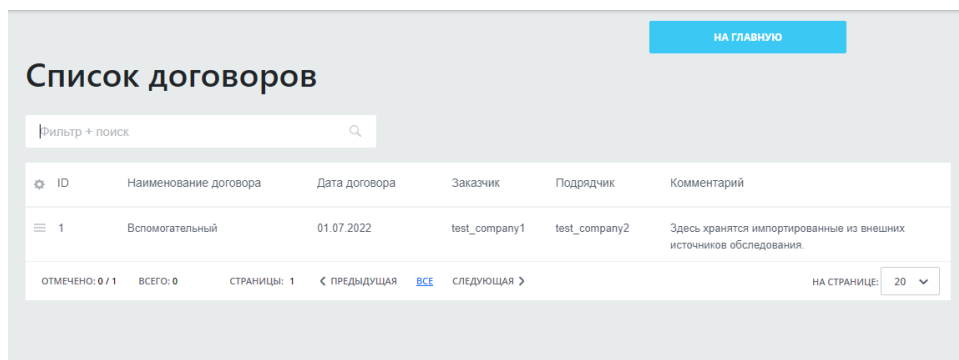 НА ГЛАВНУЮ
Список договоров
Фильтр + поиск
ID Наименование договора Дата договора Заказчик Подрядчик Комментарий
1 Вспомогательный 01.07.2022 test_company1 test_company2 Здесь хранятся импортированные из внешних
источников обследования.
ОТМЕЧЕНО: 0 / 1 ВСЕГО: 0 СТРАНИЦЫ: 1 ПРЕДЫДУЩАЯ ВСЕ СЛЕДУЮЩАЯ НА СТРАНИЦЕ: 20